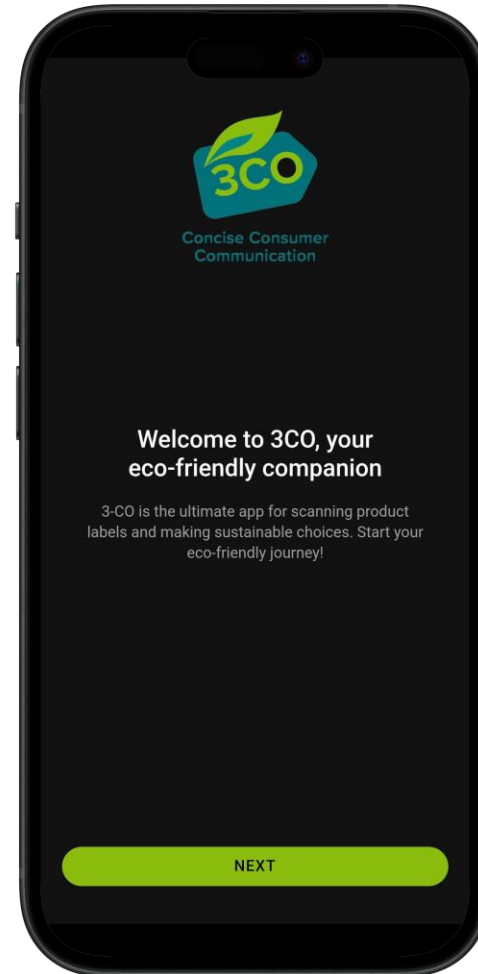 3CO
Concise Consumer
Communication
Welcome to 3CO, your
eco-friendly companion
3-CO is the ultimate app for scanning product
labels and making sustainable choices. Start your
eco-friendly journey!
NEXT